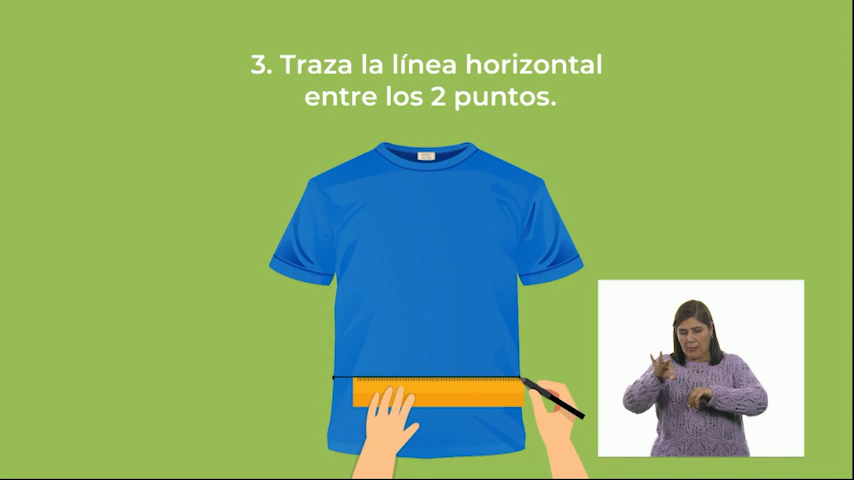 3. Traza la línea horizontal
entre los 2 puntos.